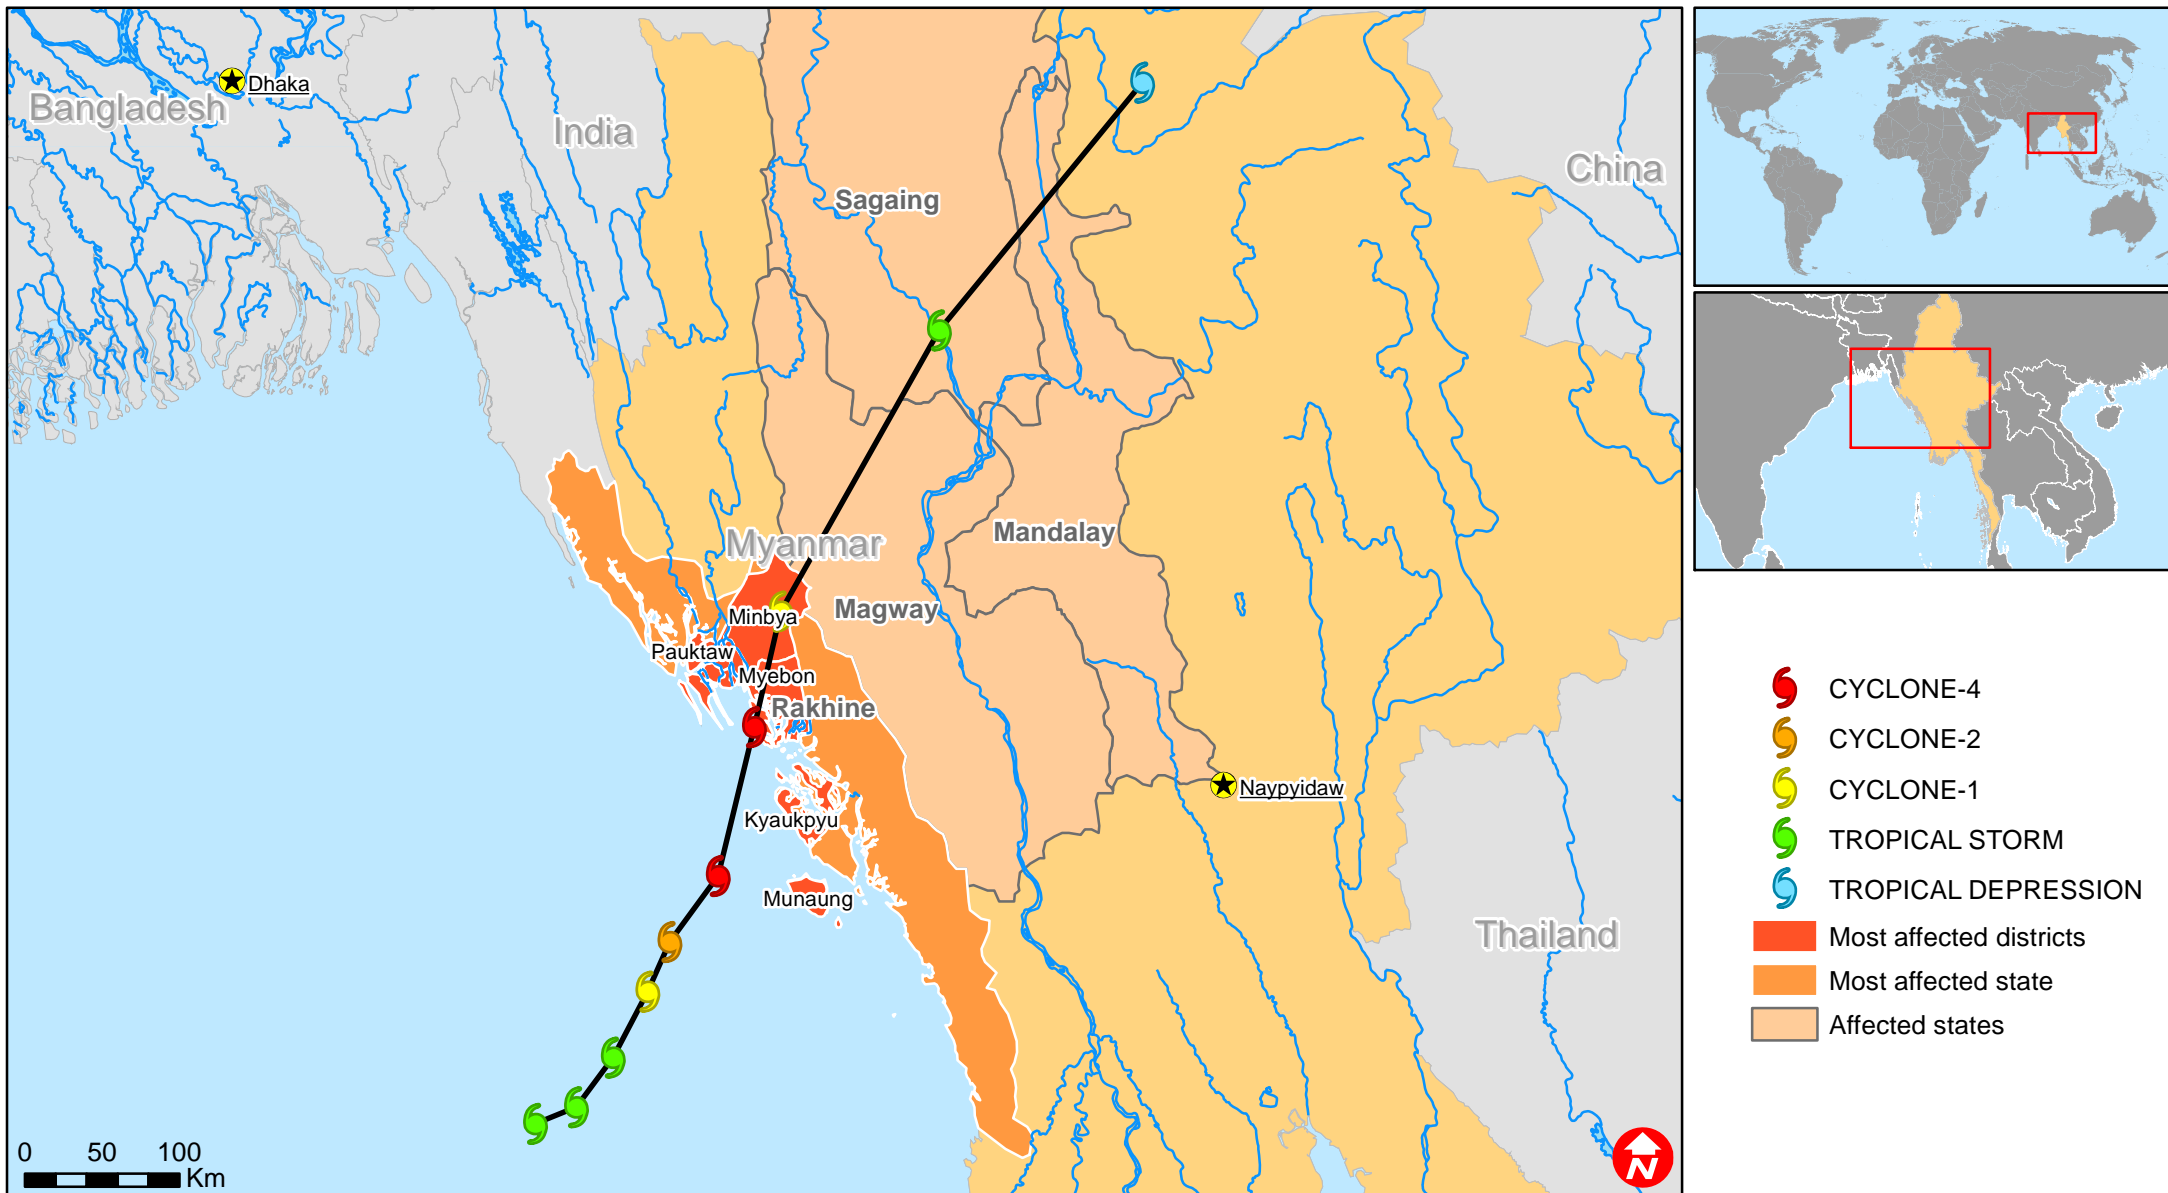 Dhaka
Bangladesh
India
China
Sagaing
Mandalay
Myanmar
Magway
Minbya
Pauktaw
Myebon
Rakhine
Naypyidaw
Kyaukpyu
Munaung
Thailand
0 50 100
Km
N
CYCLONE-4
CYCLONE-2
CYCLONE-1
TROPICAL STORM
TROPICAL DEPRESSION
Most affected districts
Most affected state
Affected states